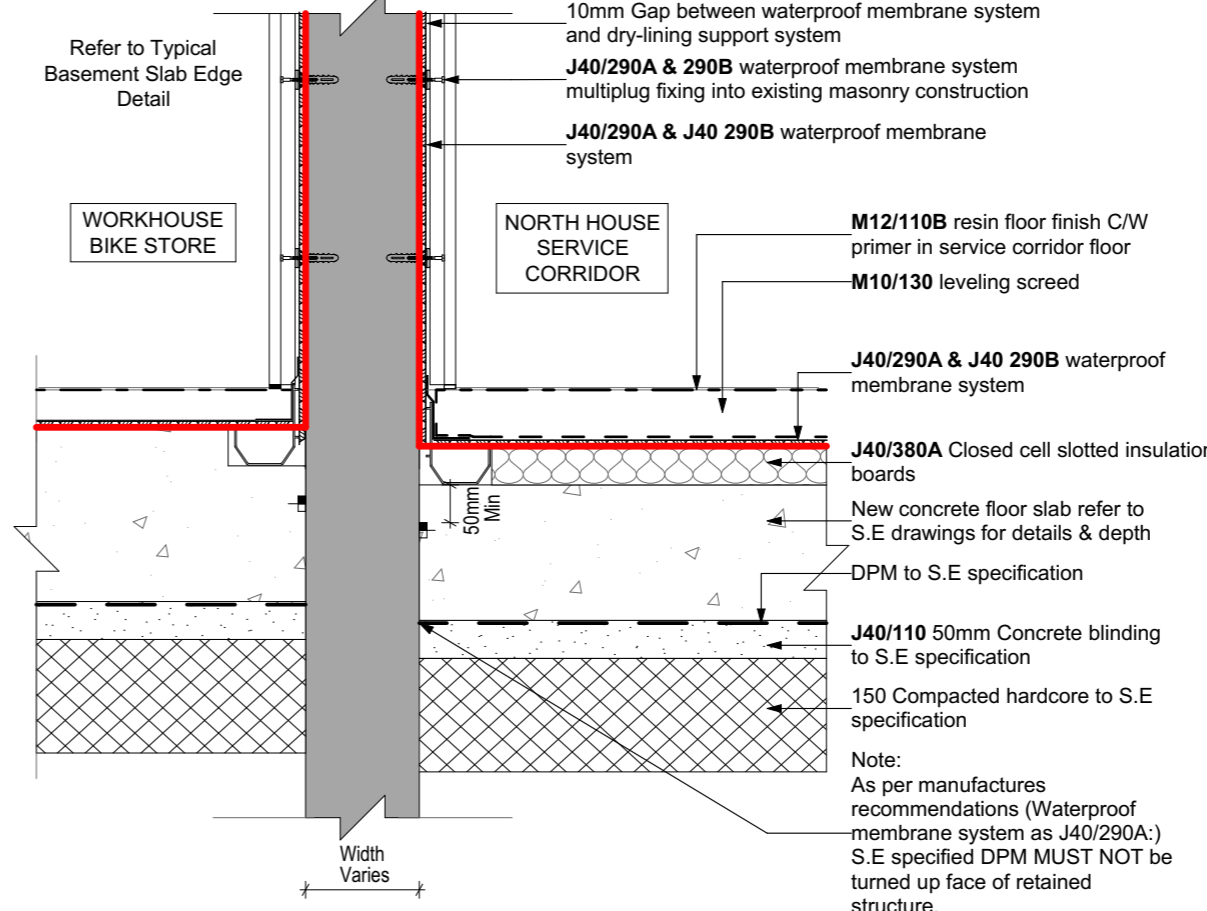 10mm Gap between waterproof membrane system
and dry-lining support system
Refer to Typical
Basement Slab Edge
Detail
J40/290A & 290B waterproof membrane system
multiplug fixing into existing masonry construction
J40/290A & J40 290B waterproof membrane
system
WORKHOUSE
BIKE STORE
NORTH HOUSE
SERVICE
CORRIDOR
M12/110B resin floor finish C/W
primer in service corridor floor
M10/130 leveling screed
J40/290A & J40 290B waterproof
membrane system
J40/380A Closed cell slotted insulation
boards
50mm
Min
New concrete floor slab refer to
S.E drawings for details & depth
DPM to S.E specification
J40/110 50mm Concrete blinding
to S.E specification
150 Compacted hardcore to S.E
specification
Note:
As per manufactures
recommendations (Waterproof
membrane system as J40/290A:)
S.E specified DPM MUST NOT be
turned up face of retained
structure.
Width
Varies